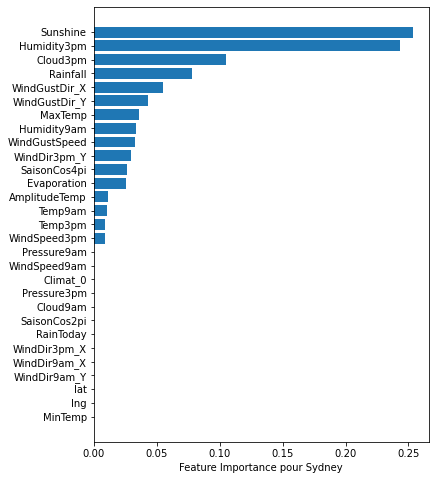 Sunshine
Humidity3pm
Cloud3pm
Rainfall
WindGustDir_X
WindGustDir_Y
MaxTemp
Humidity9am
WindGustSpeed
WindDir3pm_Y
SaisonCos4pi
Evaporation
AmplitudeTemp
Temp9am
Temp3pm
WindSpeed3pm
Pressure9am
WindSpeed9am
Climat_0
Pressure3pm
Cloud9am
SaisonCos2pi
RainToday
WindDir3pm_X
WindDir9am_X
WindDir9am_Y
lat
lng
MinTemp
0.00 0.05 0.10 0.15 0.20 0.25
Feature Importance pour Sydney